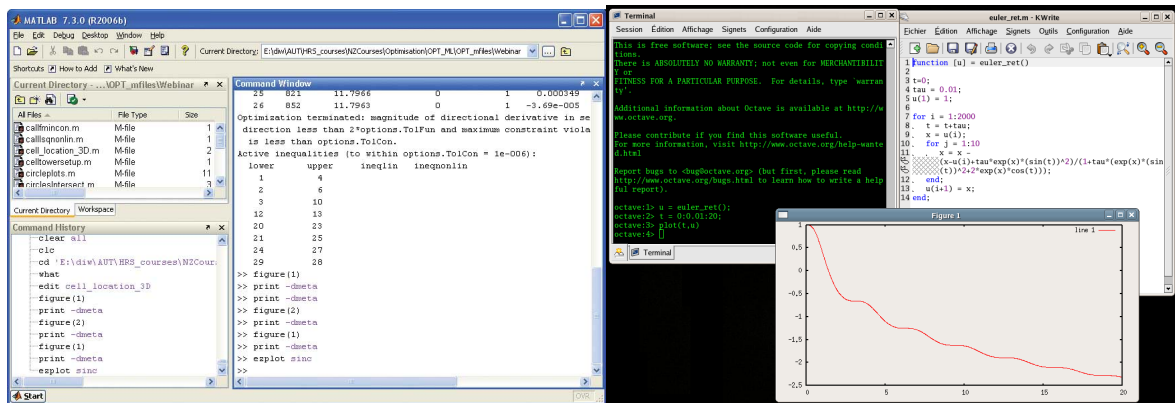 MATLAB 7.3.0 (R2006b)
File Edit Debug Desktop Window Help
Current Directory: E:\diw\AUT\HRS_courses\NZCourses\Optimisation\OPT_ML\OPT_mfiles\Webinar
Shortcuts How to Add What's New
Current Directory - ...\OPT_mfiles\Webinar
All Files File Type Size
callfmincon.m M-file 1
calllsqnonlin.m M-file 2
cell_location_3D.m M-file 2
celltowersetup.m M-file 1
circleplots.m M-file 11
circlesIntersect.m M-file 3
Current Directory Workspace
Command History
clear all
clc
cd 'E:\diw\AUT\HRS_courses\NZCour
what
edit cell_location_3D
figure(1)
print -dmeta
figure(2)
print -dmeta
figure(1)
print -dmeta
ezplot sinc
Start
Command Window
25 821 11.7966 0 1 0.000349
26 852 11.7963 0 1 -3.69e-005
Optimization terminated: magnitude of directional derivative in se
direction less than 2*options.TolFun and maximum constraint viola
is less than options.TolCon.
Active inequalities (to within options.TolCon = 1e-006):
lower upper ineqlin ineqnonlin
1 4
2 6
3 10
12 13
20 23
21 25
24 27
29 28
>> figure(1)
>> print -dmeta
>> figure(2)
>> print -dmeta
>> figure(1)
>> print -dmeta
>> ezplot sinc
>>
OVR
Terminal
Session Édition Affichage Signets Configuration Aide
This is free software; see the source code for copying condi
tions.
There is ABSOLUTELY NO WARRANTY; not even for MERCHANTIBILIT
Y or
FITNESS FOR A PARTICULAR PURPOSE. For details, type `warran
ty'.
Additional information about Octave is available at http://w
ww.octave.org.
Please contribute if you find this software useful.
For more information, visit http://www.octave.org/help-wante
d.html
Report bugs to <bug@octave.org> (but first, please read
http://www.octave.org/bugs.html to learn how to write a help
ful report).
octave:1> u = euler_ret();
octave:2> t = 0:0.01:20;
octave:3> plot(t,u)
octave:4>
Terminal
euler_ret.m - KWrite
Fichier Édition Affichage Signets Outils Configuration Aide
1 function [u] = euler_ret()
2
3 t=0;
4 tau = 0.01;
5 u(1) = 1;
6
7 for i = 1:2000
8 t = t+tau;
9 x = u(i);
10 for j = 1:10
11 x = x -
(x-u(i)+tau*exp(x)*(sin(t))^2)/(1+tau*exp(x)*(sin
(t))^2+2*exp(x)*cos(t)));
12 end;
13 u(i+1) = x;
14 end;
Figure 1
line 1
1
0.5
0
-0.5
-1
-1.5
-2
-2.5
0 5 10 15 20